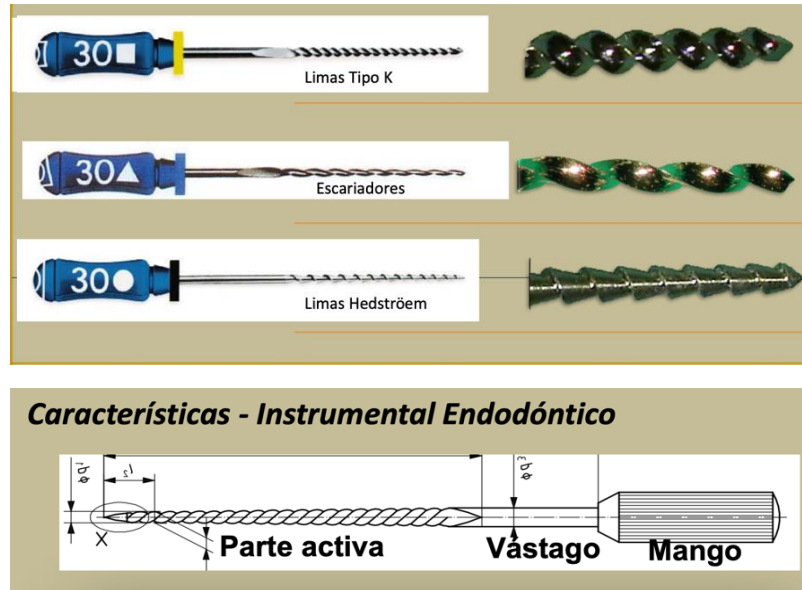 30
Limas Tipo K
30
Escariadores
30
Limas Hedströem
Características - Instrumental Endodóntico
Parte activa
Vástago
Mango
X